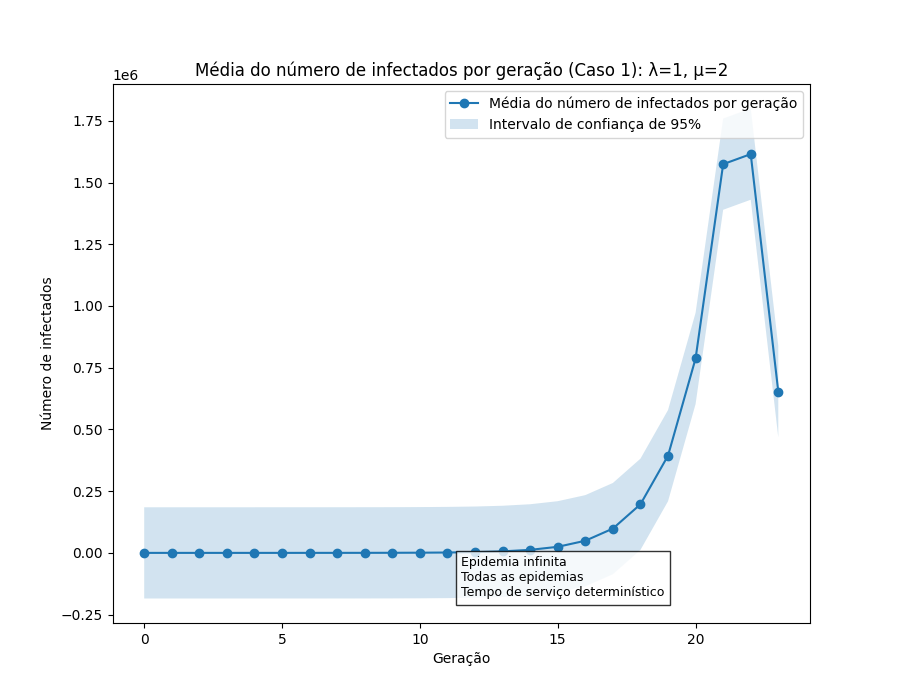 Média do número de infectados por geração (Caso 1): λ=1, μ=2
1e6
Média do número de infectados por geração
Intervalo de confiança de 95%
1.75
1.50
1.25
1.00
0.75
0.50
0.25
0.00
−0.25
Número de infectados
Epidemia infinita
Todas as epidemias
Tempo de serviço determinístico
0 5 10 15 20
Geração